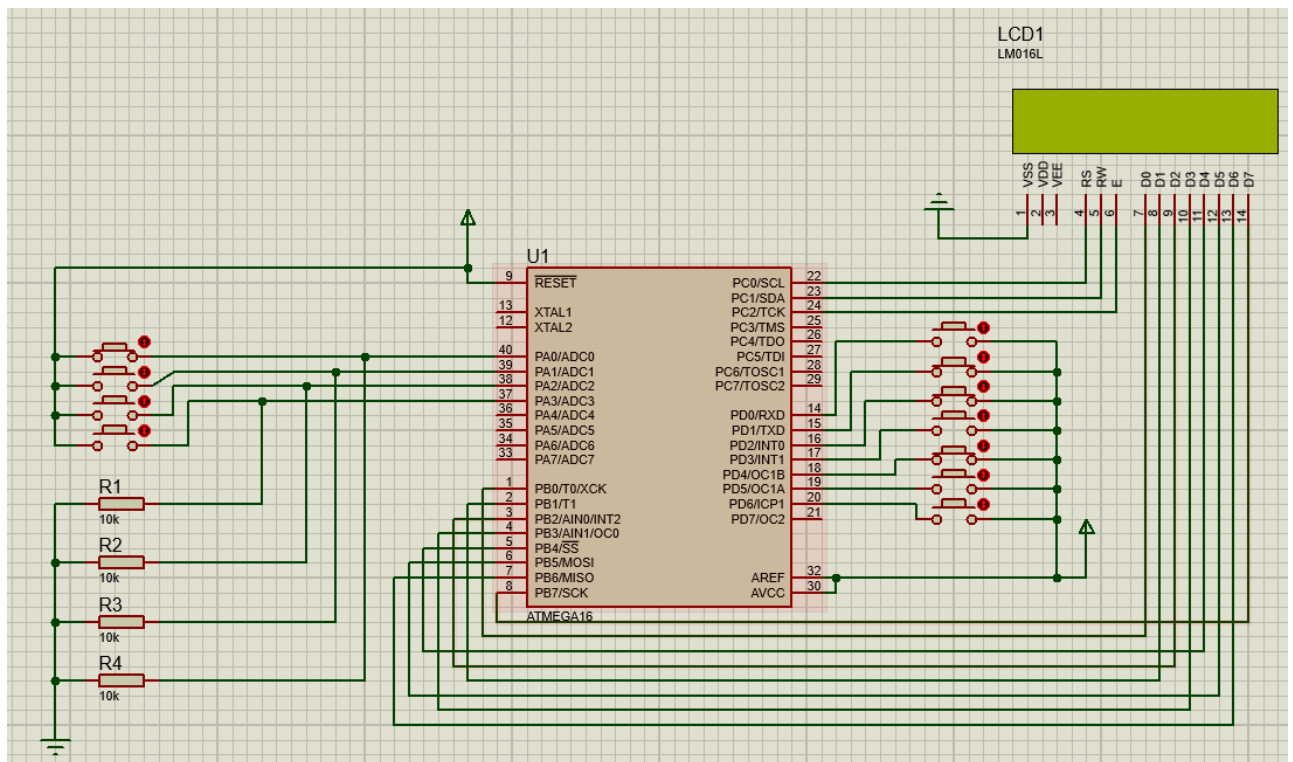 LCD1
LM016L
VSS
VDD
VEE
RS
RW
E
D0
D1
D2
D3
D4
D5
D6
D7
1
2
3
4
5
6
7
8
9
10
11
12
13
14
U1
9 RESET
13 XTAL1
12 XTAL2
40 PA0/ADC0
39 PA1/ADC1
38 PA2/ADC2
37 PA3/ADC3
36 PA4/ADC4
35 PA5/ADC5
34 PA6/ADC6
33 PA7/ADC7
1 PB0/T0/XCK
2 PB1/T1
3 PB2/AIN0/INT2
4 PB3/AIN1/OC0
5 PB4/SS
6 PB5/MOSI
7 PB6/MISO
8 PB7/SCK
PC0/SCL 22
PC1/SDA 23
PC2/TCK 24
PC3/TMS 25
PC4/TDO 26
PC5/TDI 27
PC6/TOSC1 28
PC7/TOSC2 29
PD0/RXD 14
PD1/TXD 15
PD2/INT0 16
PD3/INT1 17
PD4/OC1B 18
PD5/OC1A 19
PD6/ICP1 20
PD7/OC2 21
AREF 32
AVCC 30
ATMEGA16
R1
10k
R2
10k
R3
10k
R4
10k